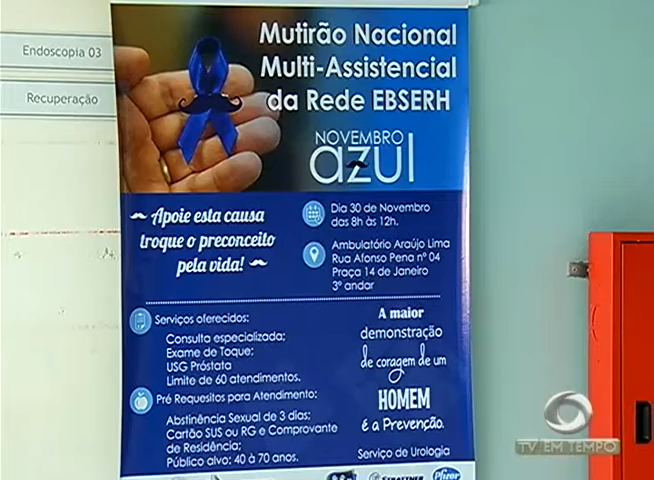 Endoscopia 03
Recuperação
Mutirão Nacional
Multi-Assistencial
da Rede EBSERH
NOVEMBRO
azul
Apoie esta causa
troque o preconceito
pela vida!
Dia 30 de Novembro
das 8h às 12h.
Ambulatório Araújo Lima
Rua Afonso Pena nº 04
Praça 14 de Janeiro
3º andar
Serviços oferecidos:
Consulta especializada;
Exame de Toque;
USG Próstata
Limite de 60 atendimentos.
Pré Requesitos para Atendimento:
Abstinência Sexual de 3 dias;
Cartão SUS ou RG e Comprovante
de Residência;
Público alvo: 40 à 70 anos.
A maior
demonstração
de coragem de um
HOMEM
é a Prevenção.
Serviço de Urologia
Pfizer
TV EM TEMPO